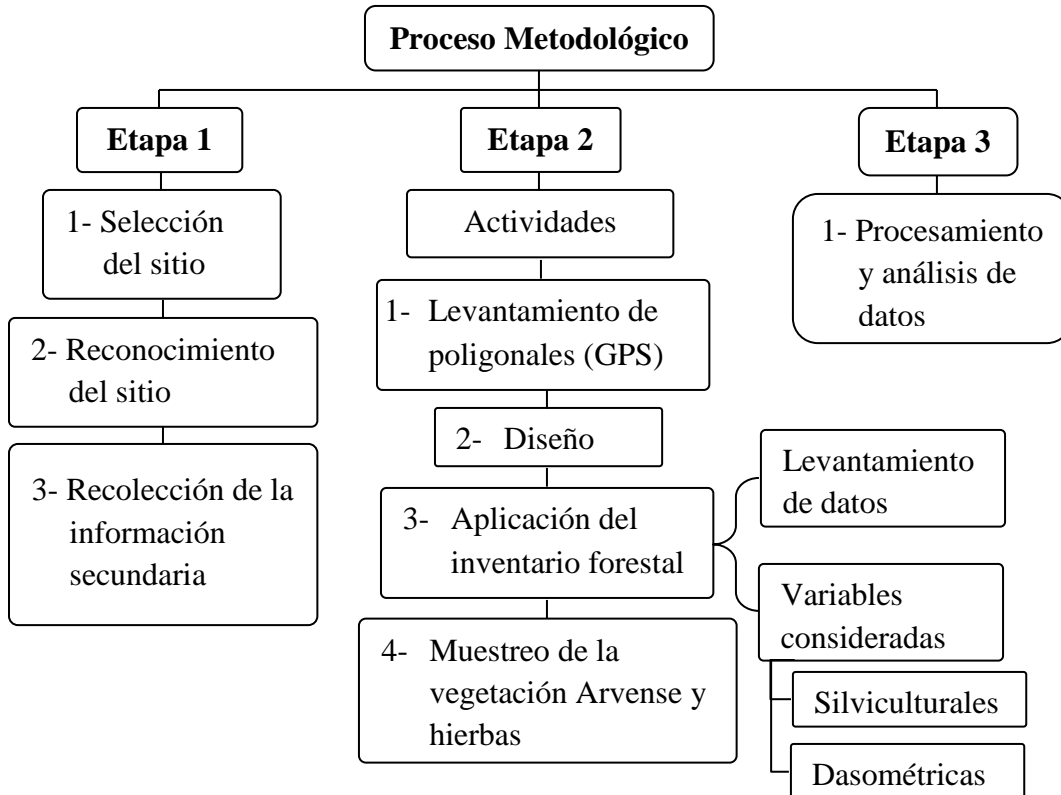 Proceso Metodológico
Etapa 1
1- Selección
del sitio
2- Reconocimiento
del sitio
3- Recolección de la
información
secundaria
Etapa 2
Actividades
1- Levantamiento de
poligonales (GPS)
2- Diseño
3- Aplicación del
inventario forestal
Levantamiento
de datos
Variables
consideradas
Silviculturales
Dasométricas
4- Muestreo de la
vegetación Arvense y
hierbas
Etapa 3
1- Procesamiento
y análisis de
datos